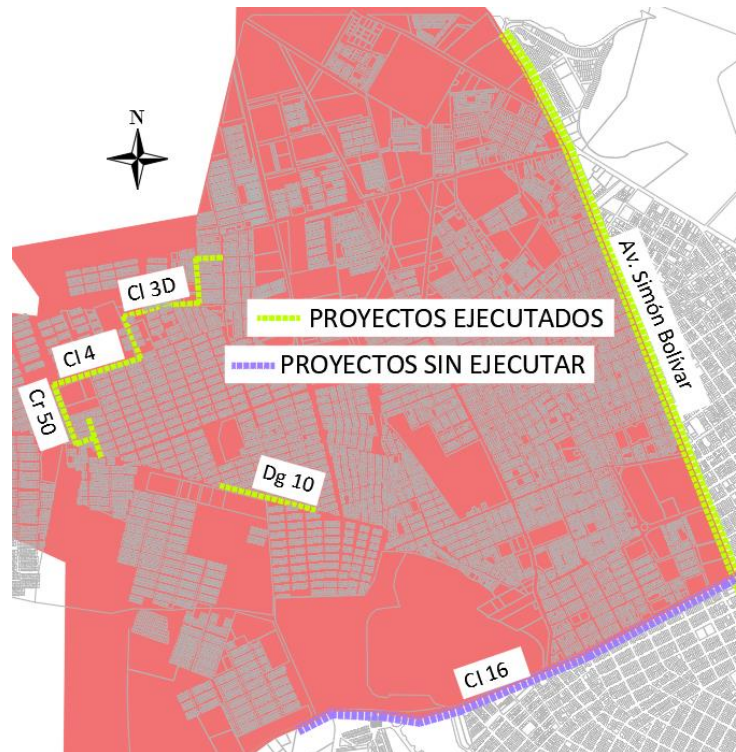 N
Cl 3D
Av. Simón Bolívar
PROYECTOS EJECUTADOS
Cl 4
PROYECTOS SIN EJECUTAR
Cr 50
Dg 10
Cl 16